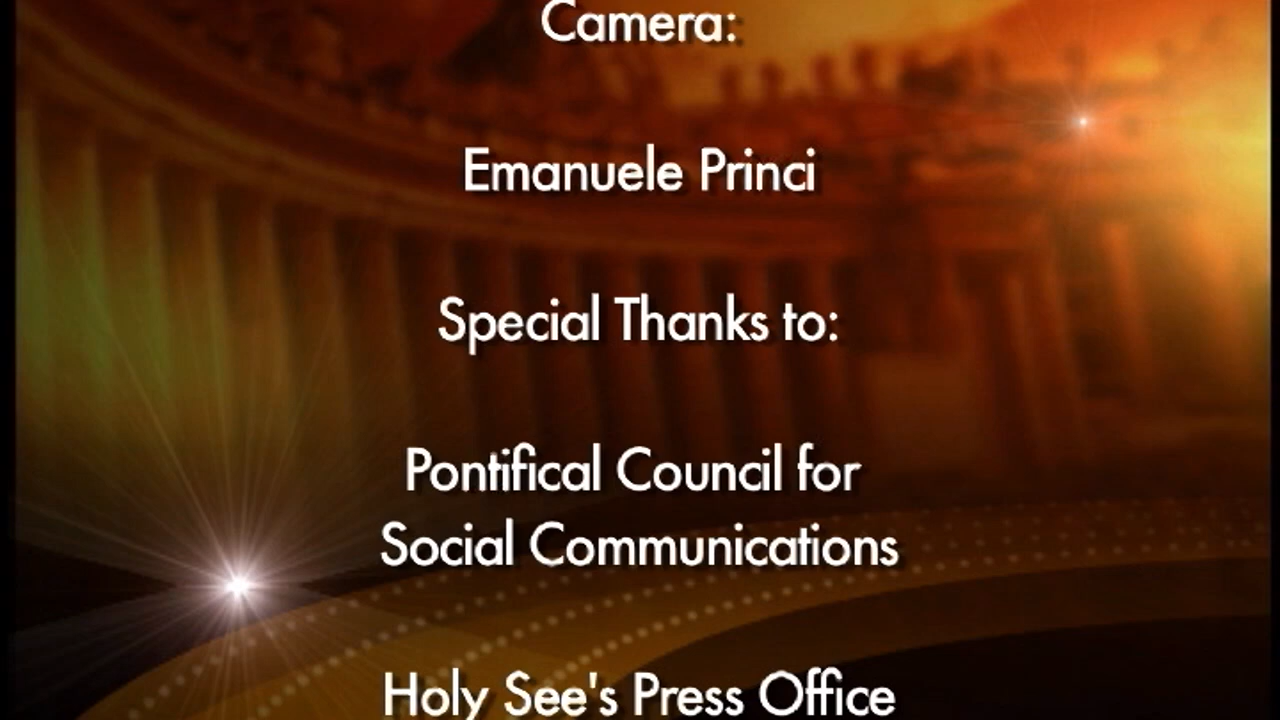 Camera:
Emanuele Princi
Special Thanks to:
Pontifical Council for
Social Communications
Holy See's Press Office